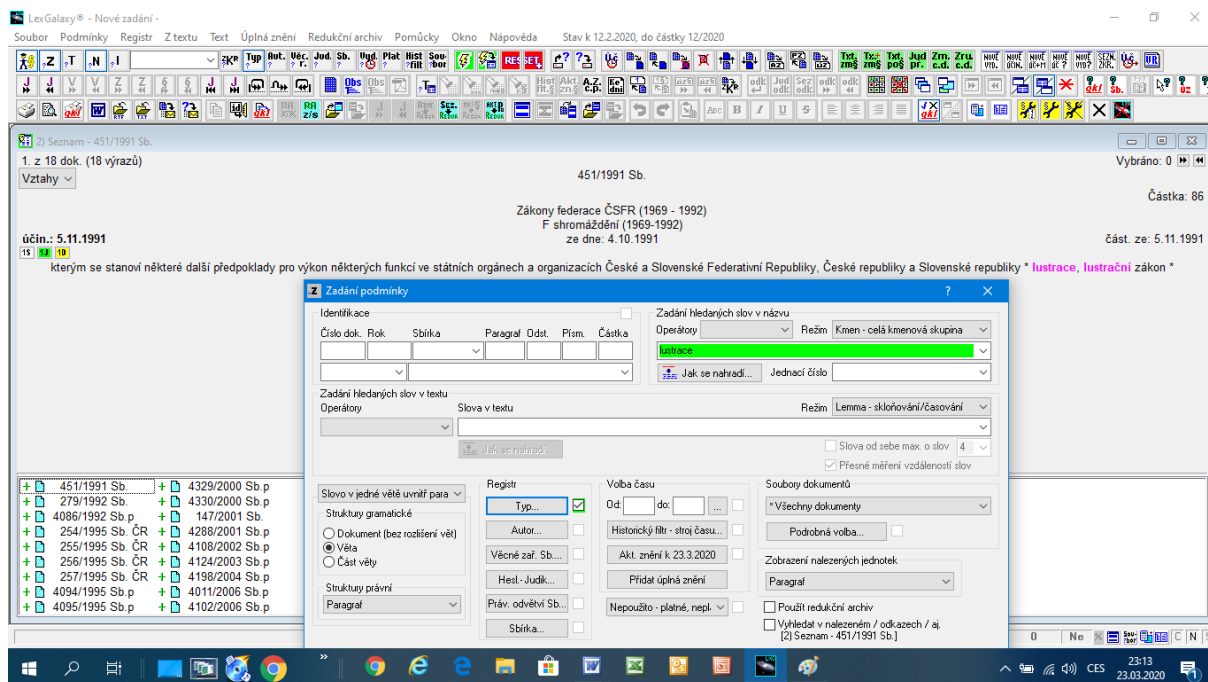 LexGalaxy® - Nové zadání -
Soubor Podmínky Registr Z textu Text Úplná znění Redukční archiv Pomůcky Okno Nápověda Stav k 12.2.2020, do částky 12/2020
2) Seznam - 451/1991 Sb.
1. z 18 dok. (18 výrazů) Vybráno: 0
Vztahy
451/1991 Sb.
Částka: 86
Zákony federace ČSFR (1969 - 1992)
F shromáždění (1969-1992)
účin.: 5.11.1991 ze dne: 4.10.1991 část. ze: 5.11.1991
kterým se stanoví některé další předpoklady pro výkon některých funkcí ve státních orgánech a organizacích České a Slovenské Federativní Republiky, České republiky a Slovenské republiky * lustrace, lustrační zákon *
Zadání podmínky
Identifikace
Číslo dok. Rok Sbírka Paragraf Odst. Písm. Částka
Zadání hledaných slov v názvu
Operátory Režim Kmen - celá kmenová skupina
lustrace
Jak se nahradí... Jednací číslo
Zadání hledaných slov v textu
Operátory Slova v textu Režim Lemma - skloňování/časování
Jak se nahradí...
Slova od sebe max. o slov 4
Přesné měření vzdáleností slov
Slovo v jedné větě uvnitř para
Struktury gramatické
Dokument (bez rozlišení vět)
Věta
Část věty
Struktury právní
Paragraf
Registr
Typ...
Autor...
Věcné zař. Sb....
Hesl.- Judik...
Práv. odvětví Sb...
Sbírka...
Volba času
Od: do: ...
Historický filtr - stroj času...
Akt. znění k 23.3.2020
Přidat úplná znění
Nepoužito - platné, nepl.
Soubory dokumentů
*Všechny dokumenty
Podrobná volba...
Zobrazení nalezených jednotek
Paragraf
Použít redukční archiv
Vyhledat v nalezeném / odkazech / aj.
[2) Seznam - 451/1991 Sb.]
451/1991 Sb. 4329/2000 Sb.p
279/1992 Sb. 4330/2000 Sb.p
4086/1992 Sb.p 147/2001 Sb.
254/1995 Sb. ČR 4288/2001 Sb.p
255/1995 Sb. ČR 4108/2002 Sb.p
256/1995 Sb. ČR 4124/2003 Sb.p
257/1995 Sb. ČR 4198/2004 Sb.p
4094/1995 Sb.p 4011/2006 Sb.p
4095/1995 Sb.p 4102/2006 Sb.p
0 Ne C N
CES 23:13
23.03.2020